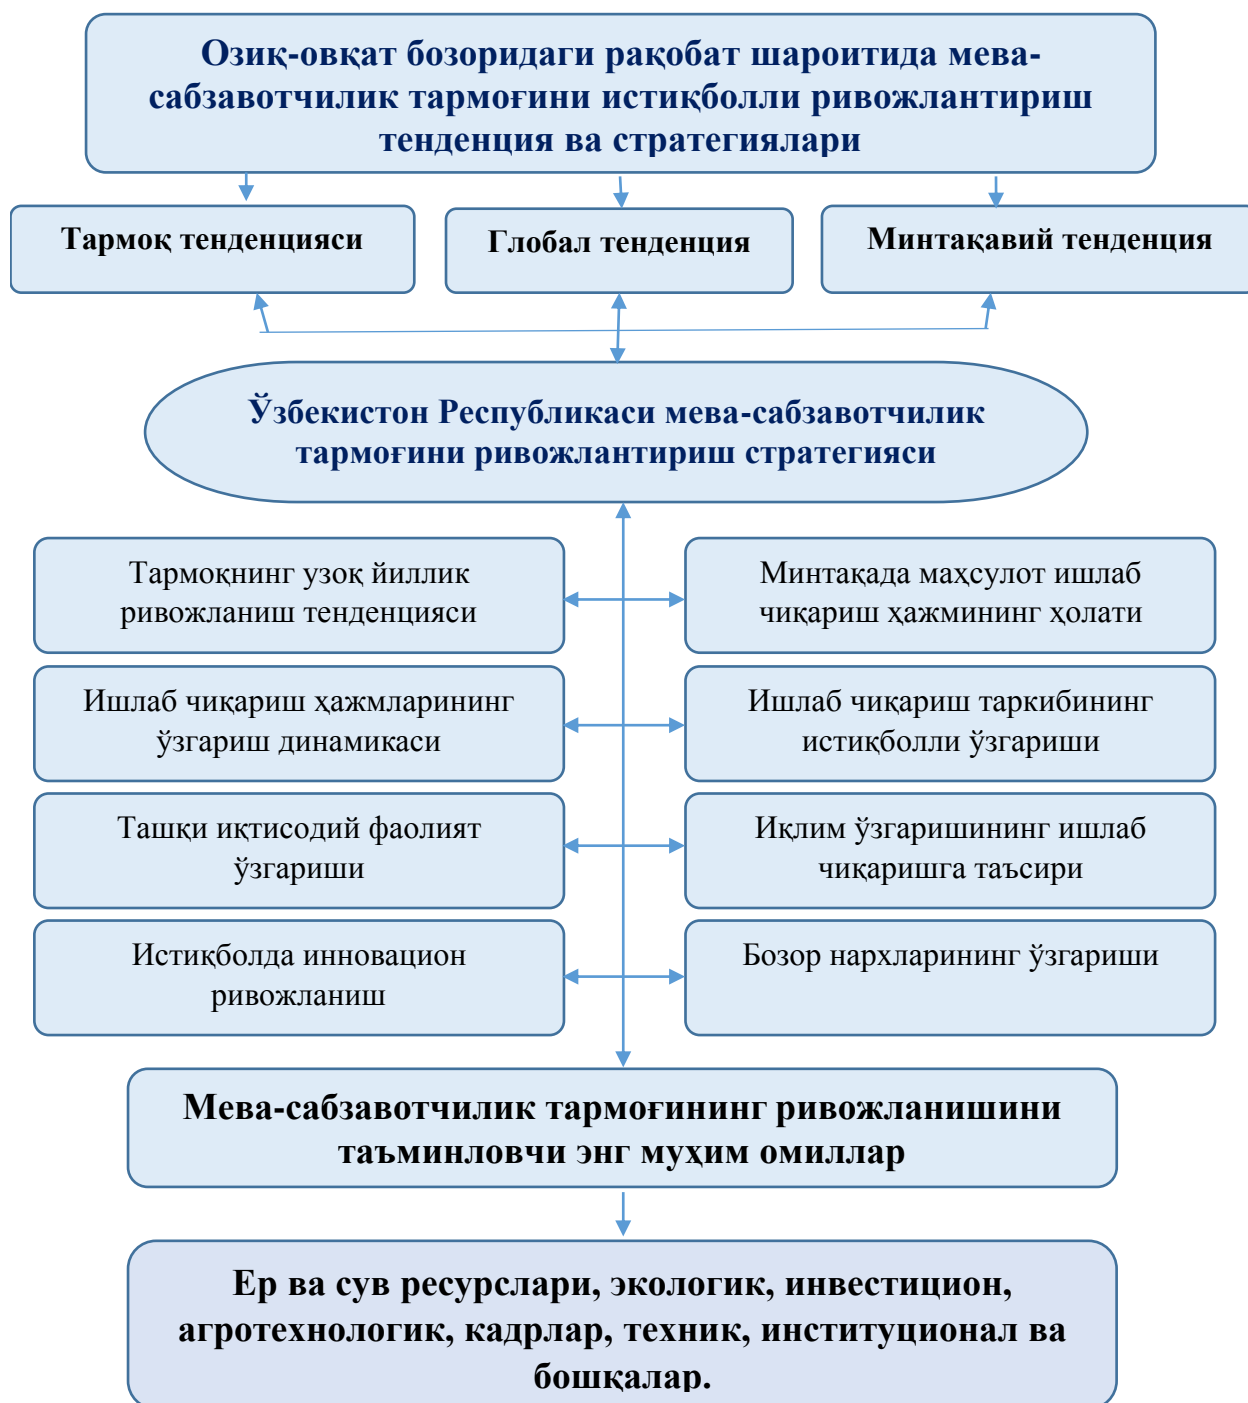 Озиқ-овқат бозоридаги рақобат шароитида мева-
сабзавотчилик тармоғини истиқболли ривожлантириш
тенденция ва стратегиялари
Тармоқ тенденцияси
Глобал тенденция
Минтақавий тенденция
Ўзбекистон Республикаси мева-сабзавотчилик
тармоғини ривожлантириш стратегияси
Тармоқнинг узоқ йиллик
ривожланиш тенденцияси
Минтақада маҳсулот ишлаб
чиқариш ҳажмининг ҳолати
Ишлаб чиқариш ҳажмларининг
ўзгариш динамикаси
Ишлаб чиқариш таркибининг
истиқболли ўзгариши
Ташқи иқтисодий фаолият
ўзгариши
Иқлим ўзгаришининг ишлаб
чиқаришга таъсири
Истиқболда инновацион
ривожланиш
Бозор нархларининг ўзгариши
Мева-сабзавотчилик тармоғининг ривожланишини
таъминловчи энг муҳим омиллар
Ер ва сув ресурслари, экологик, инвестицион,
агротехнологик, кадрлар, техник, институционал ва
бошқалар.